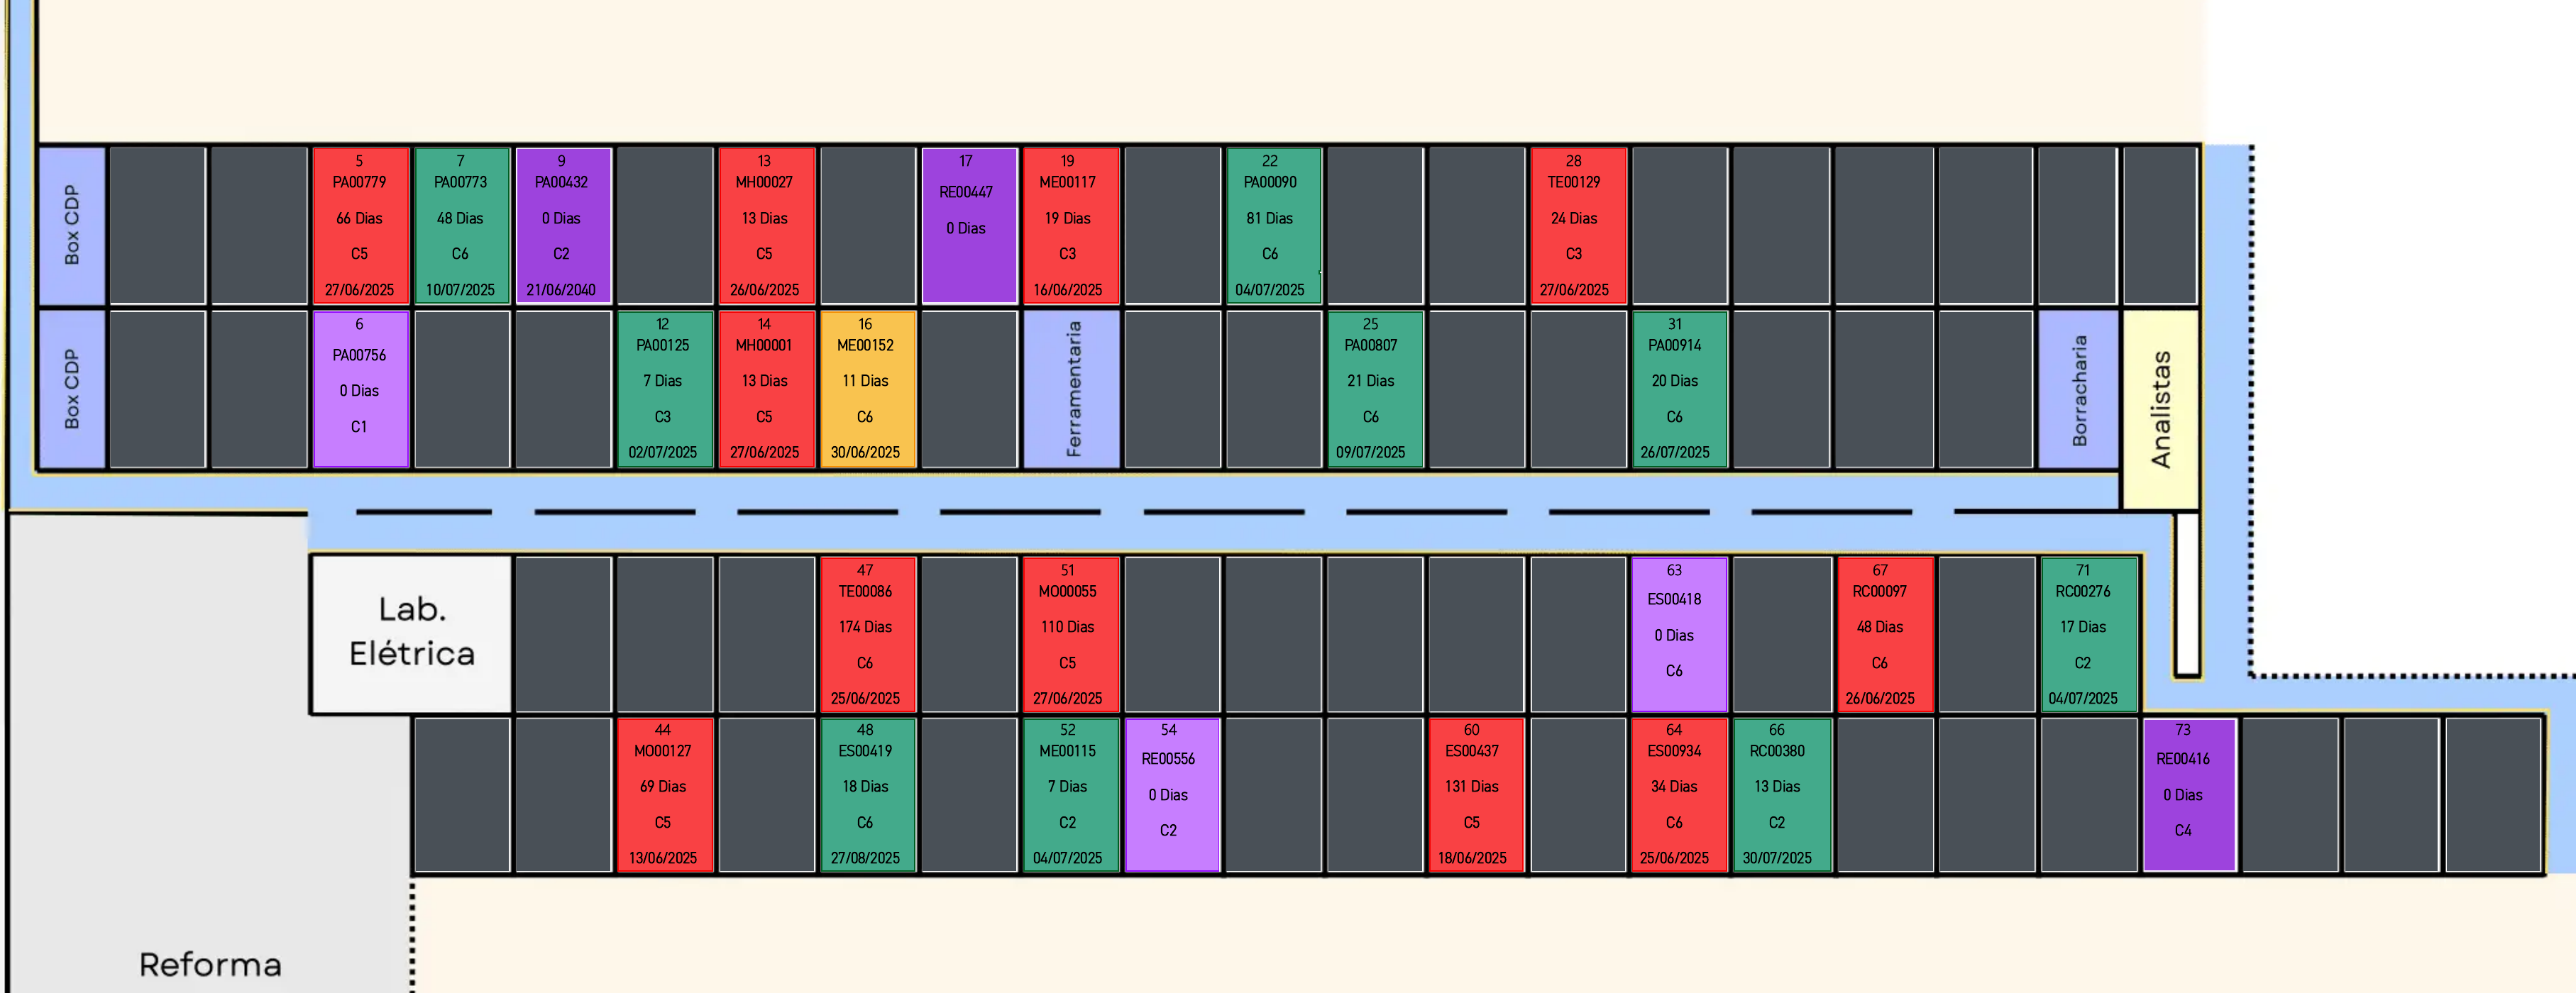 Box CDP
5
PA00779
66 Dias
C5
27/06/2025
7
PA00773
48 Dias
C6
10/07/2025
9
PA00432
0 Dias
C2
21/06/2040
13
MH00027
13 Dias
C5
26/06/2025
17
RE00447
0 Dias
19
ME00117
19 Dias
C3
16/06/2025
22
PA00090
81 Dias
C6
04/07/2025
28
TE00129
24 Dias
C3
27/06/2025
Box CDP
6
PA00756
0 Dias
C1
12
PA00125
7 Dias
C3
02/07/2025
14
MH00001
13 Dias
C5
27/06/2025
16
ME00152
11 Dias
C6
30/06/2025
Ferramentaria
25
PA00807
21 Dias
C6
09/07/2025
31
PA00914
20 Dias
C6
26/07/2025
Borracharia
Analistas
Lab.
Elétrica
47
TE00086
174 Dias
C6
25/06/2025
51
MO00055
110 Dias
C5
27/06/2025
63
ES00418
0 Dias
C6
67
RC00097
48 Dias
C6
26/06/2025
71
RC00276
17 Dias
C2
04/07/2025
44
MO00127
69 Dias
C5
13/06/2025
48
ES00419
18 Dias
C6
27/08/2025
52
ME00115
7 Dias
C2
04/07/2025
54
RE00556
0 Dias
C2
60
ES00437
131 Dias
C5
18/06/2025
64
ES00934
34 Dias
C6
25/06/2025
66
RC00380
13 Dias
C2
30/07/2025
73
RE00416
0 Dias
C4
Reforma